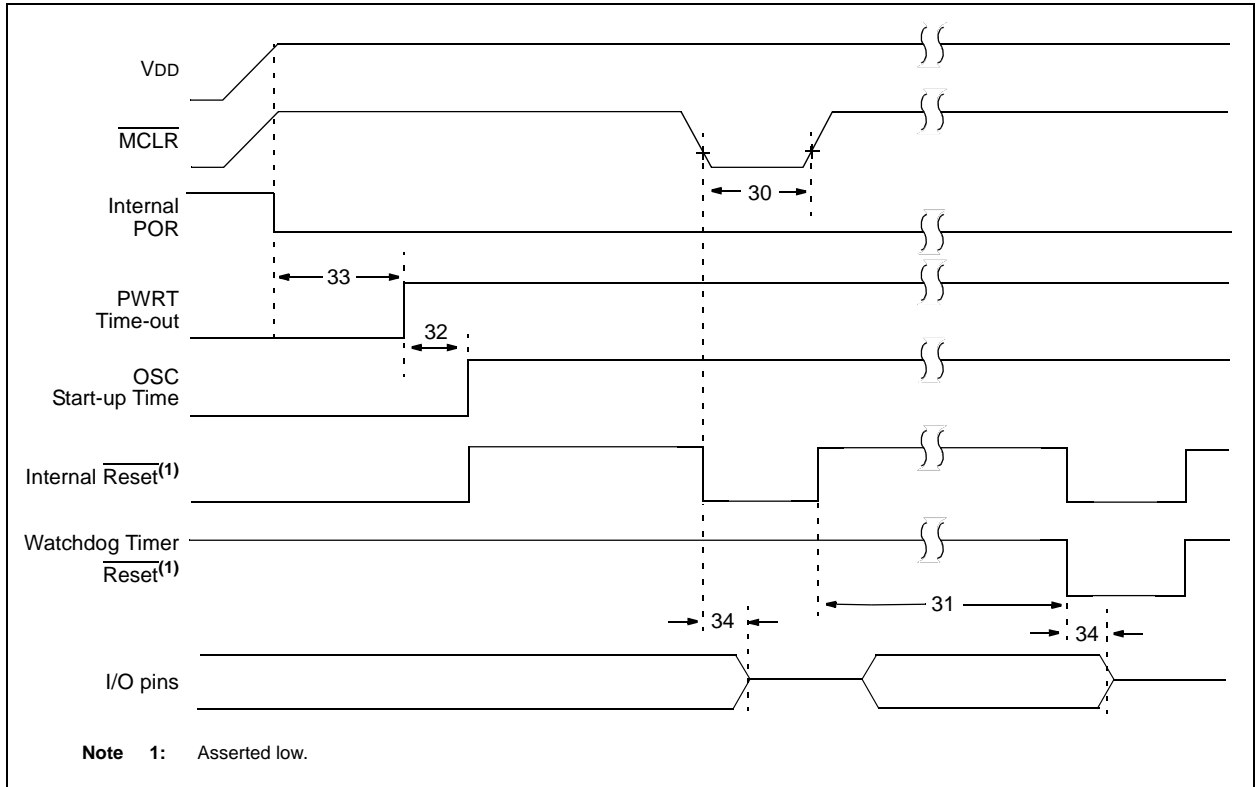 VDD
MCLR
30
Internal
POR
33
PWRT
Time-out
32
OSC
Start-up Time
Internal Reset(1)
Watchdog Timer
Reset(1)
31
34
34
I/O pins
Note 1: Asserted low.